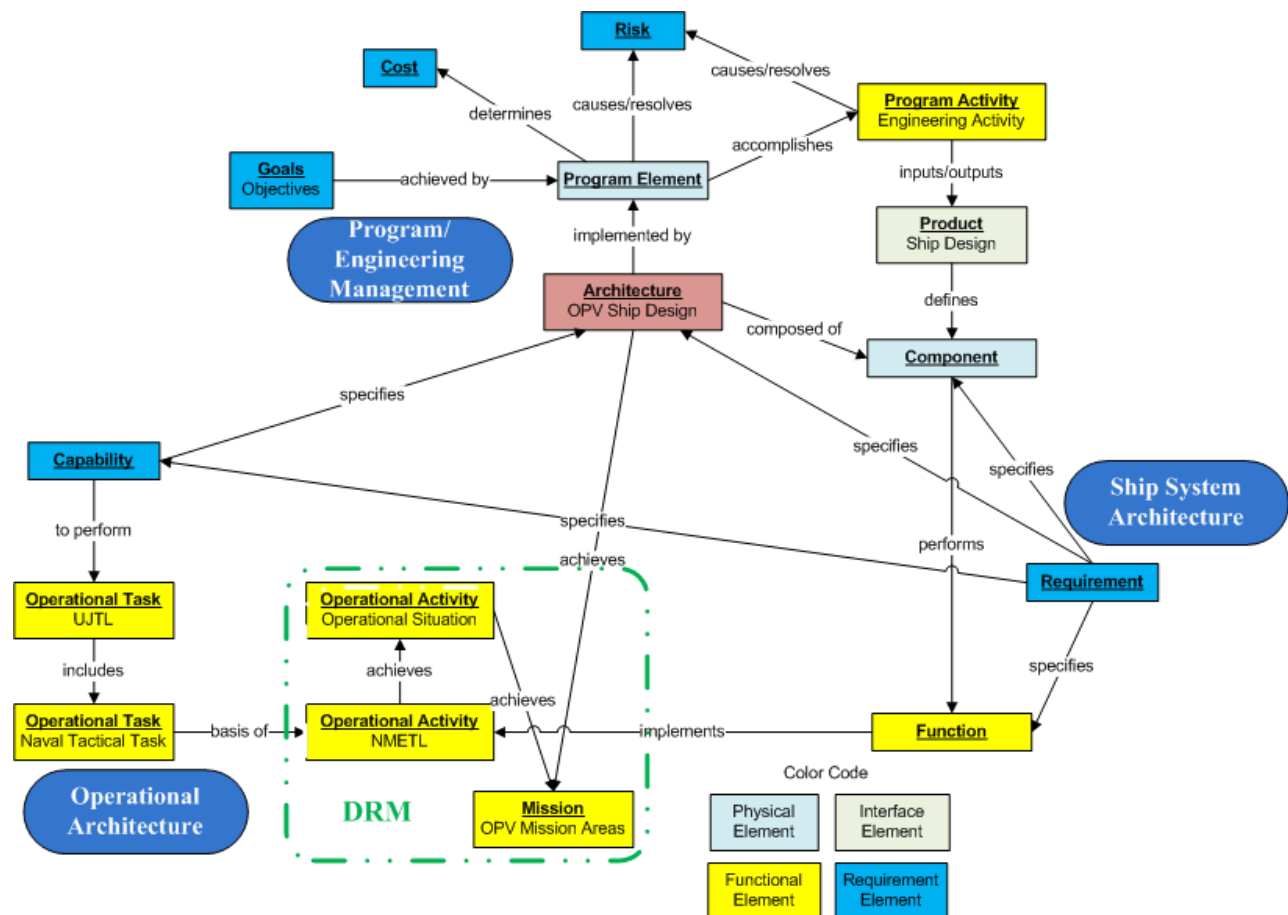 Risk
Cost
causes/resolves
Program Activity
Engineering Activity
determines
causes/resolves
accomplishes
Goals
Objectives
achieved by
Program Element
inputs/outputs
Program/
Engineering
Management
implemented by
Product
Ship Design
Architecture
OPV Ship Design
defines
composed of
Component
specifies
Capability
specifies
specifies
Ship System
Architecture
to perform
specifies
achieves
performs
Requirement
Operational Task
UJTL
Operational Activity
Operational Situation
includes
achieves
achieves
specifies
Operational Task
Naval Tactical Task
basis of
Operational Activity
NMETL
implements
Function
Operational
Architecture
DRM
Mission
OPV Mission Areas
Color Code
Physical
Element
Interface
Element
Functional
Element
Requirement
Element